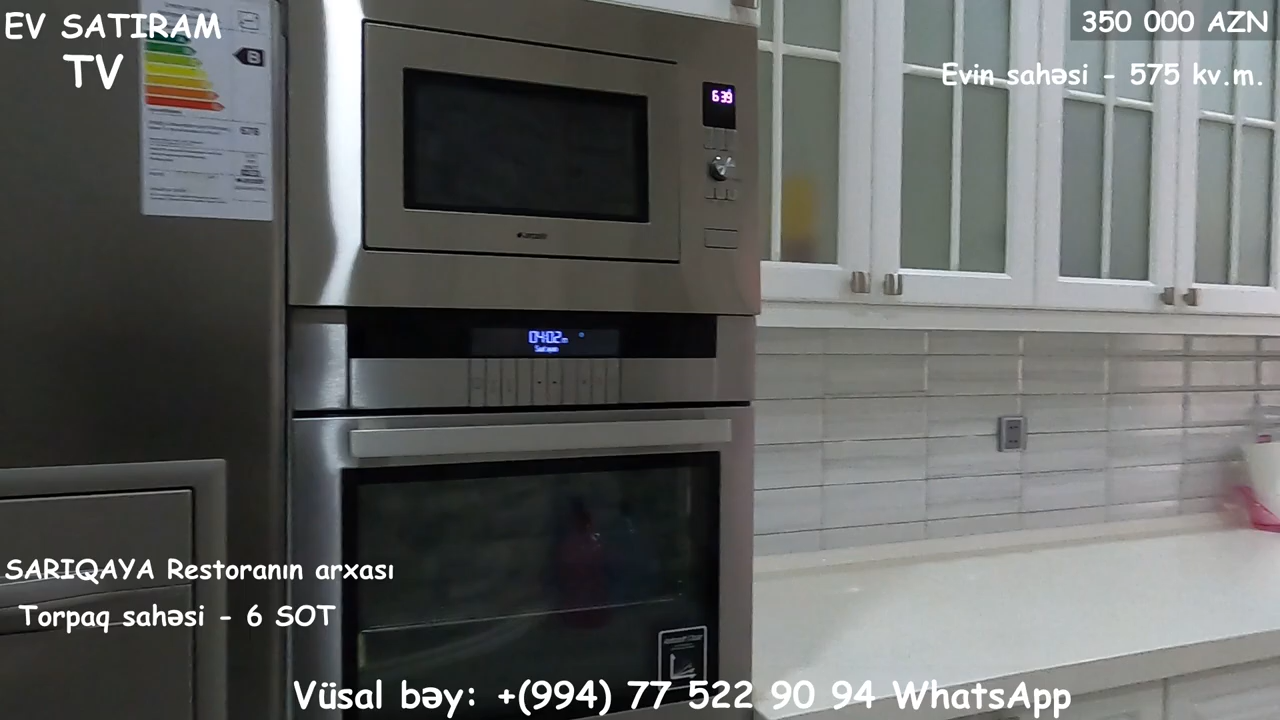 EV SATIRAM
TV
350 000 AZN
Evin sahəsi - 575 kv.m.
B
639
0402
SARIQAYA Restoranın arxası
Torpaq sahəsi - 6 SOT
Vüsal bəy: +(994) 77 522 90 94 WhatsApp